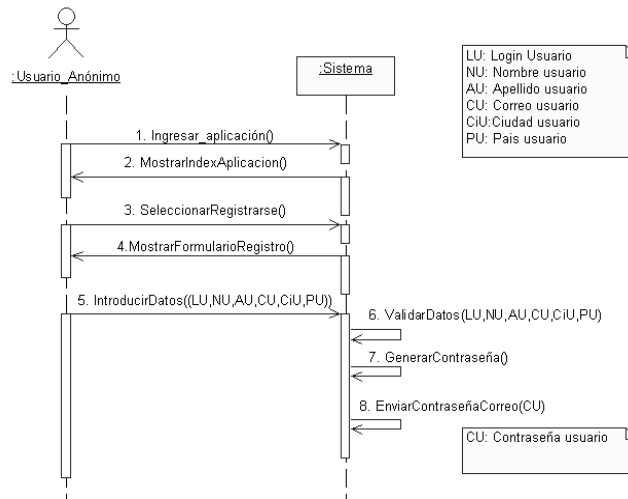 :Usuario_Anónimo
:Sistema
LU: Login Usuario
NU: Nombre usuario
AU: Apellido usuario
CU: Correo usuario
CiU:Ciudad usuario
PU: Pais usuario
1. Ingresar_aplicación()
2. MostrarIndexAplicacion()
3. SeleccionarRegistrarse()
4.MostrarFormularioRegistro()
5. IntroducirDatos((LU,NU,AU,CU,CiU,PU))
6. ValidarDatos(LU,NU,AU,CU,CiU,PU)
7. GenerarContraseña()
8. EnviarContraseñaCorreo(CU)
CU: Contraseña usuario